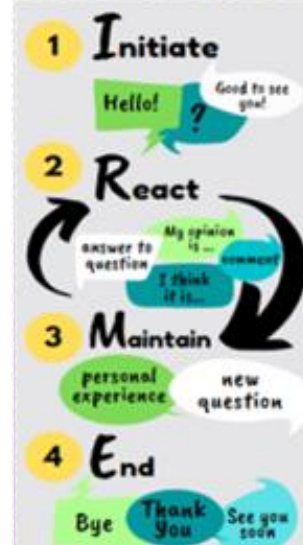 1 Initiate
Hello!
?
Good to see
you!
2 React
answer to
question
My opinion
is ...
comment
I think
it is...
3 Maintain
personal
experience
new
question
4 End
Bye
Thank
You
See you
soon